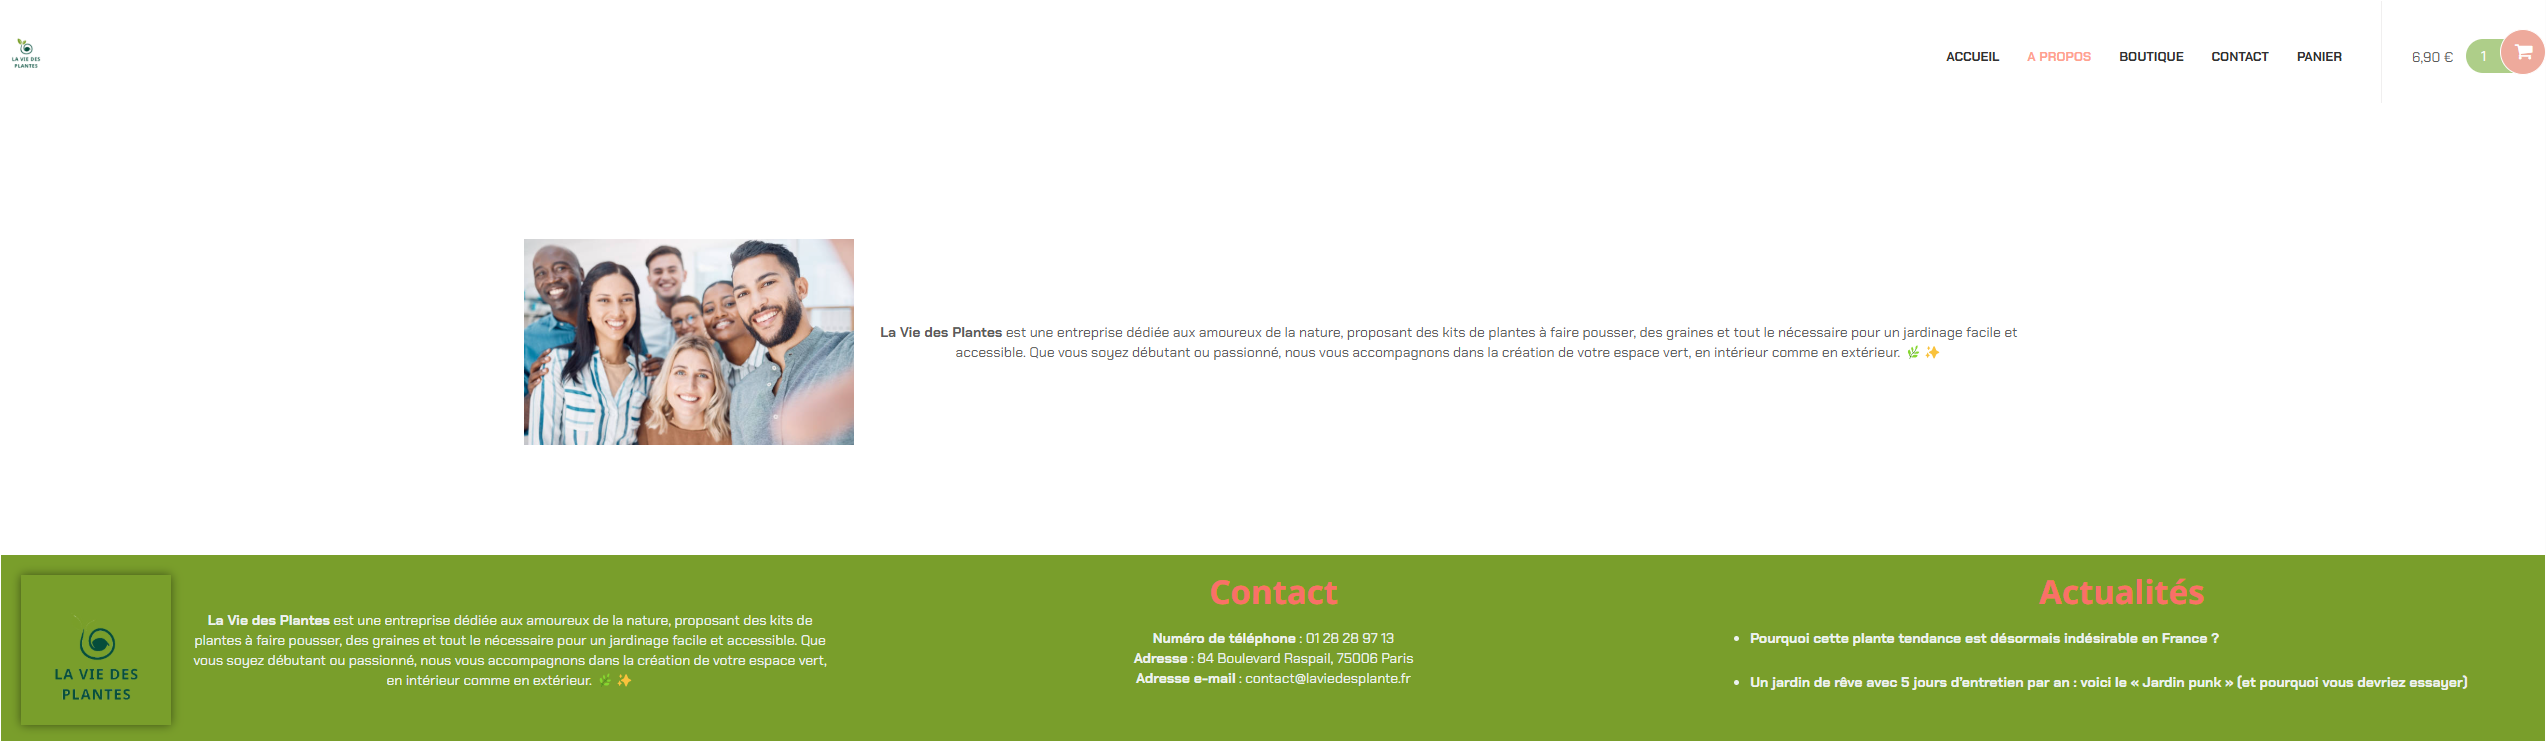 LA VIE DES
PLANTES
ACCUEIL
A PROPOS
BOUTIQUE
CONTACT
PANIER
6,90 €
1
La Vie des Plantes est une entreprise dédiée aux amoureux de la nature, proposant des kits de plantes à faire pousser, des graines et tout le nécessaire pour un jardinage facile et
accessible. Que vous soyez débutant ou passionné, nous vous accompagnons dans la création de votre espace vert, en intérieur comme en extérieur. 🌿✨
LA VIE DES
PLANTES
La Vie des Plantes est une entreprise dédiée aux amoureux de la nature, proposant des kits de
plantes à faire pousser, des graines et tout le nécessaire pour un jardinage facile et accessible. Que
vous soyez débutant ou passionné, nous vous accompagnons dans la création de votre espace vert,
en intérieur comme en extérieur. 🌿✨
Contact
Numéro de téléphone : 01 28 28 97 13
Adresse : 84 Boulevard Raspail, 75006 Paris
Adresse e-mail : contact@laviedesplante.fr
Actualités
• Pourquoi cette plante tendance est désormais indésirable en France ?
• Un jardin de rêve avec 5 jours d'entretien par an : voici le « Jardin punk » (et pourquoi vous devriez essayer)